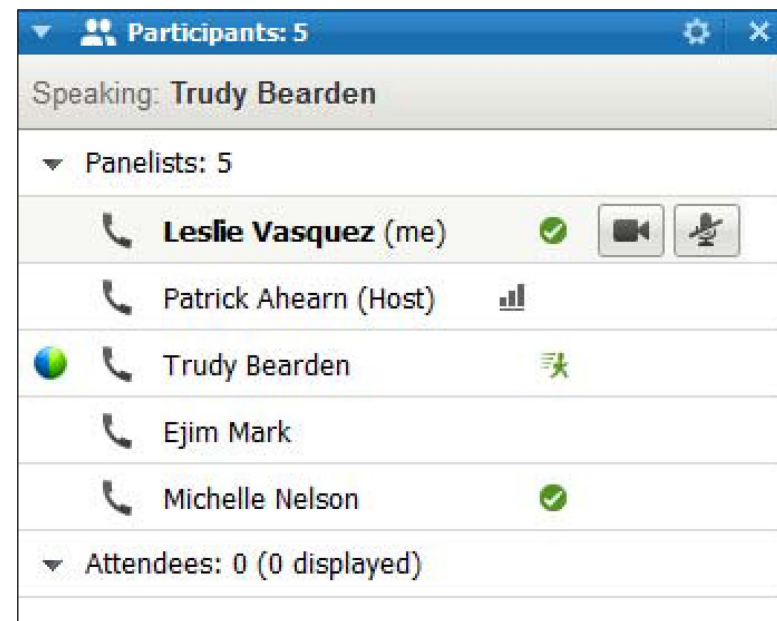 Participants: 5
Speaking: Trudy Bearden
Panelists: 5
Leslie Vasquez (me)
Patrick Ahearn (Host)
Trudy Bearden
Ejim Mark
Michelle Nelson
Attendees: 0 (0 displayed)